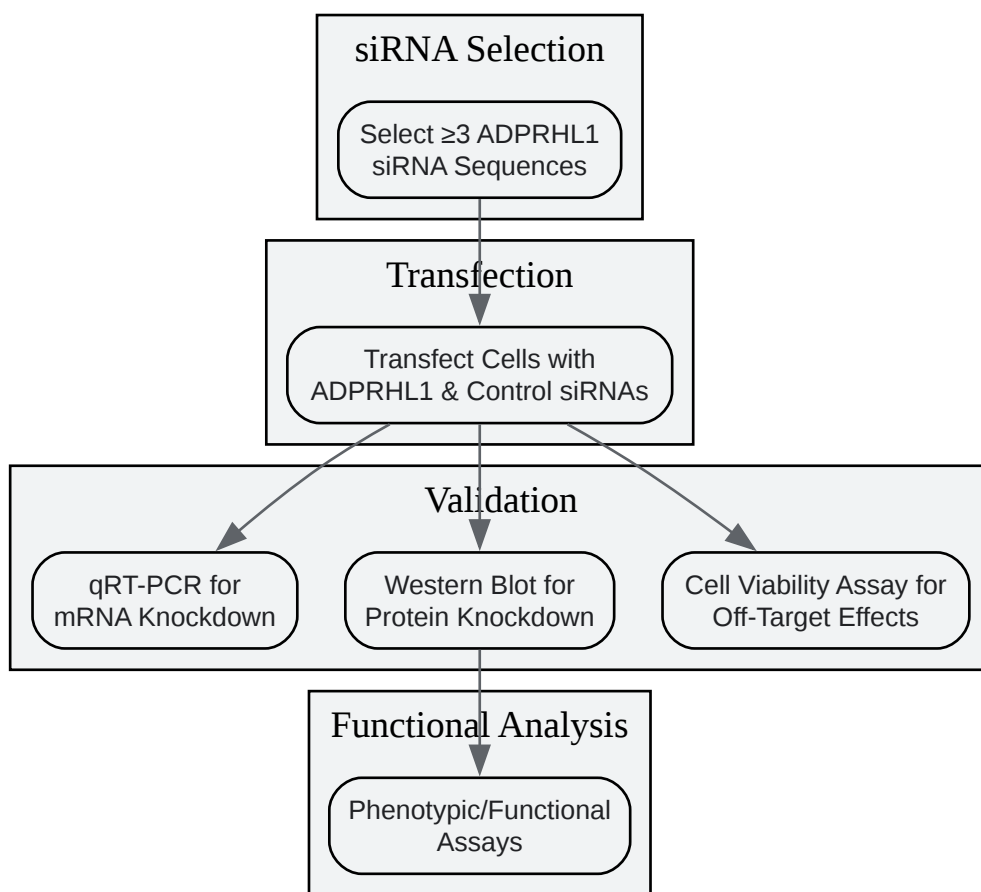 siRNA Selection
Select ≥3 ADPRHL1
siRNA Sequences
Transfection
Transfect Cells with
ADPRHL1 & Control siRNAs
Validation
qRT-PCR for
mRNA Knockdown
Western Blot for
Protein Knockdown
Cell Viability Assay for
Off-Target Effects
Functional Analysis
Phenotypic/Functional
Assays